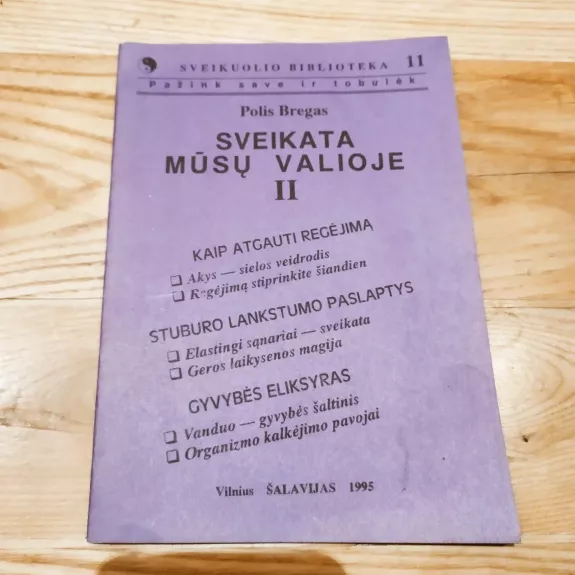 SVEIKUOLIO BIBLIOTEKA 11
Pažink save ir tobulėk
Polis Bregas
SVEIKATA
MŪSŲ VALIOJE
II
KAIP ATGAUTI REGĖJIMĄ
❏ Akys — sielos veidrodis
❏ Regėjimą stiprinkite šiandien
STUBURO LANKSTUMO PASLAPTYS
❏ Elastingi sąnariai — sveikata
❏ Geros laikysenos magija
GYVYBĖS ELIKSYRAS
❏ Vanduo — gyvybės šaltinis
❏ Organizmo kalkėjimo pavojai
Vilnius ŠALAVIJAS 1995